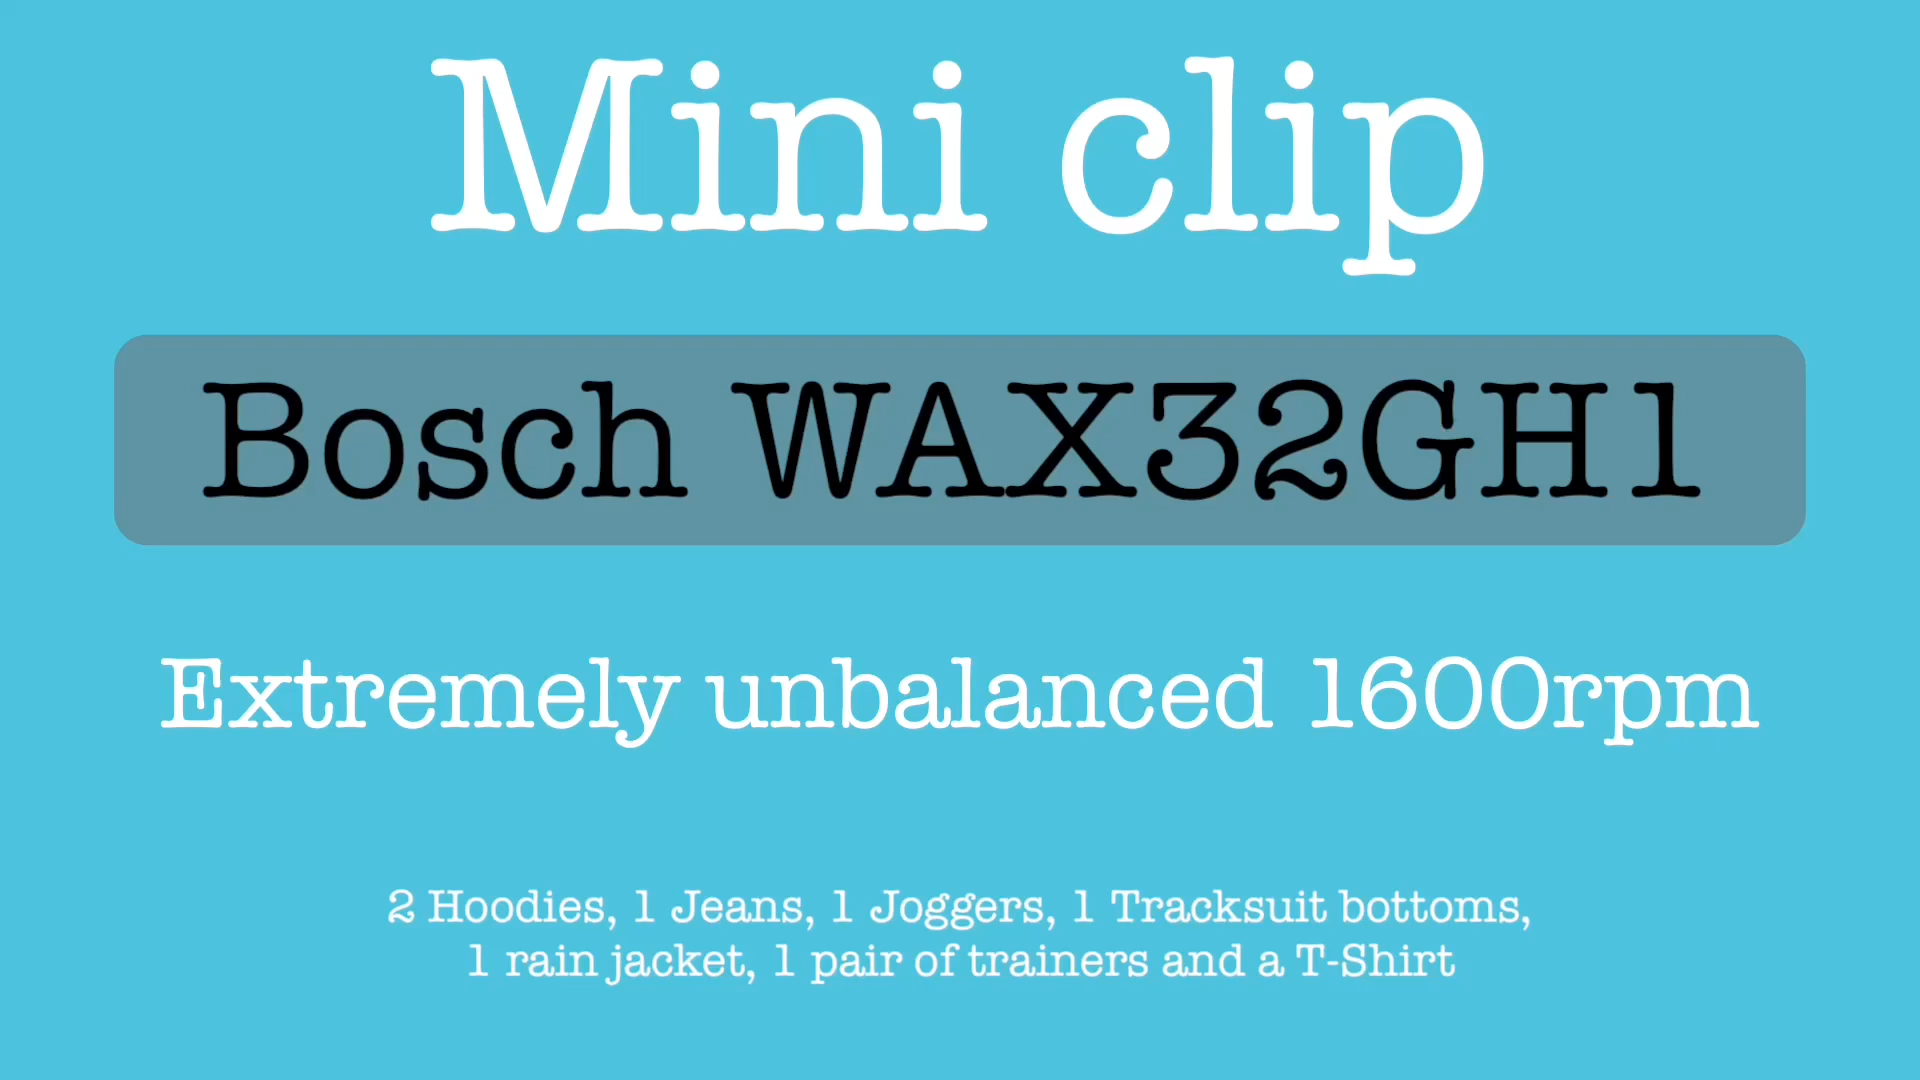 Mini clip
Bosch WAX32GH1
Extremely unbalanced 1600rpm
2 Hoodies, 1 Jeans, 1 Joggers, 1 Tracksuit bottoms,
1 rain jacket, 1 pair of trainers and a T-Shirt